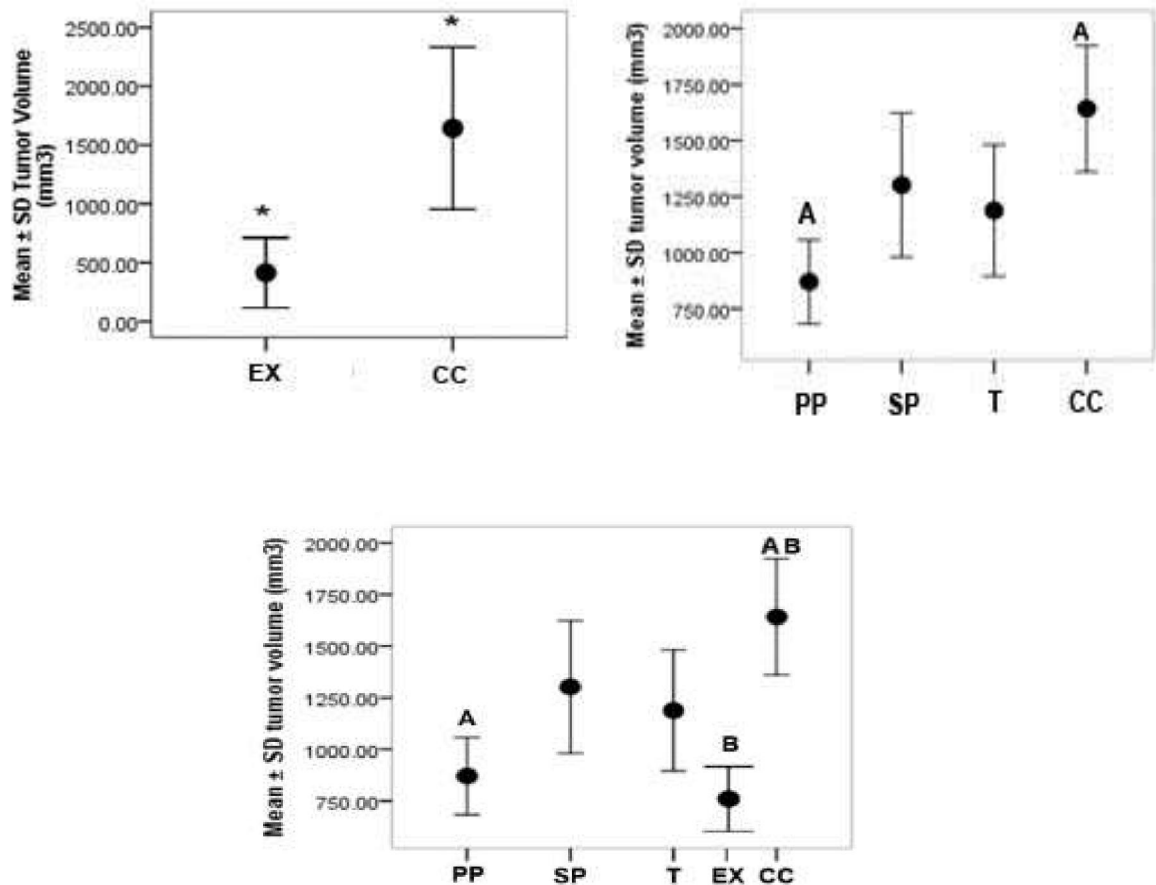 Mean ± SD Tumor Volume
(mm3)
2500.00
2000.00
1500.00
1000.00
500.00
0.00
*
*
EX
CC
Mean ± SD tumor volume (mm3)
2000.00
1750.00
1500.00
1250.00
1000.00
750.00
A
A
PP
SP
T
CC
Mean ± SD tumor volume (mm3)
2000.00
1750.00
1500.00
1250.00
1000.00
750.00
A
B
A B
PP
SP
T
EX
CC